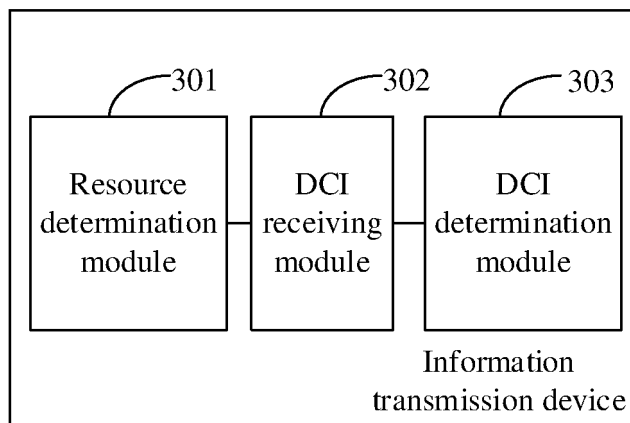 301
302
303
Resource
determination
module
DCI
receiving
module
DCI
determination
module
Information
transmission device